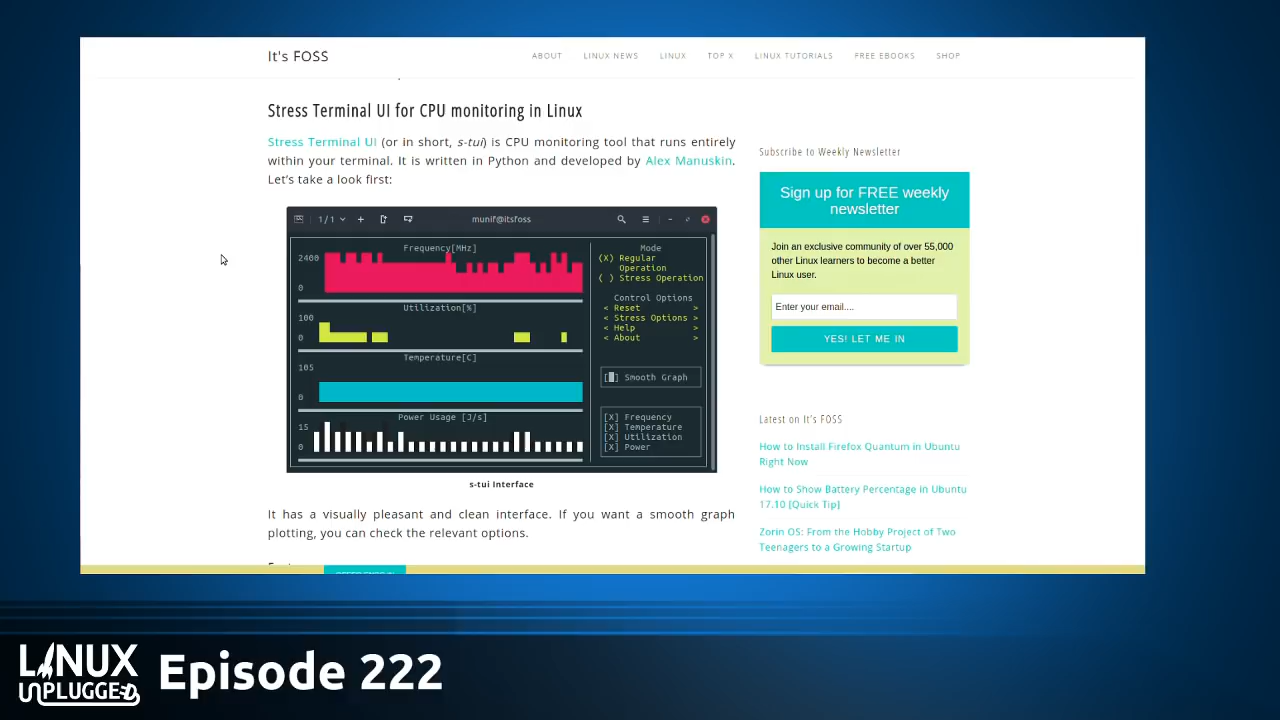 It's FOSS
ABOUT LINUX NEWS LINUX TOP X LINUX TUTORIALS FREE EBOOKS SHOP
Stress Terminal UI for CPU monitoring in Linux
Stress Terminal UI (or in short, s-tui) is CPU monitoring tool that runs entirely
within your terminal. It is written in Python and developed by Alex Manuskin.
Let's take a look first:
1/1
munif@itsfoss
Frequency[MHz]
2400
0
Utilization[%]
100
0
Temperature[C]
105
0
Power Usage [J/s]
15
0
Mode
(X) Regular
Operation
( ) Stress Operation
Control Options
< Reset >
< Stress Options >
< Help >
< About >
[ ] Smooth Graph
[X] Frequency
[X] Temperature
[X] Utilization
[X] Power
s-tui Interface
It has a visually pleasant and clean interface. If you want a smooth graph
plotting, you can check the relevant options.
Subscribe to Weekly Newsletter
Sign up for FREE weekly
newsletter
Join an exclusive community of over 55,000
other Linux learners to become a better
Linux user.
Enter your email....
YES! LET ME IN
Latest on It's FOSS
How to Install Firefox Quantum in Ubuntu
Right Now
How to Show Battery Percentage in Ubuntu
17.10 [Quick Tip]
Zorin OS: From the Hobby Project of Two
Teenagers to a Growing Startup
LINUX
UNPLUGGED
Episode 222